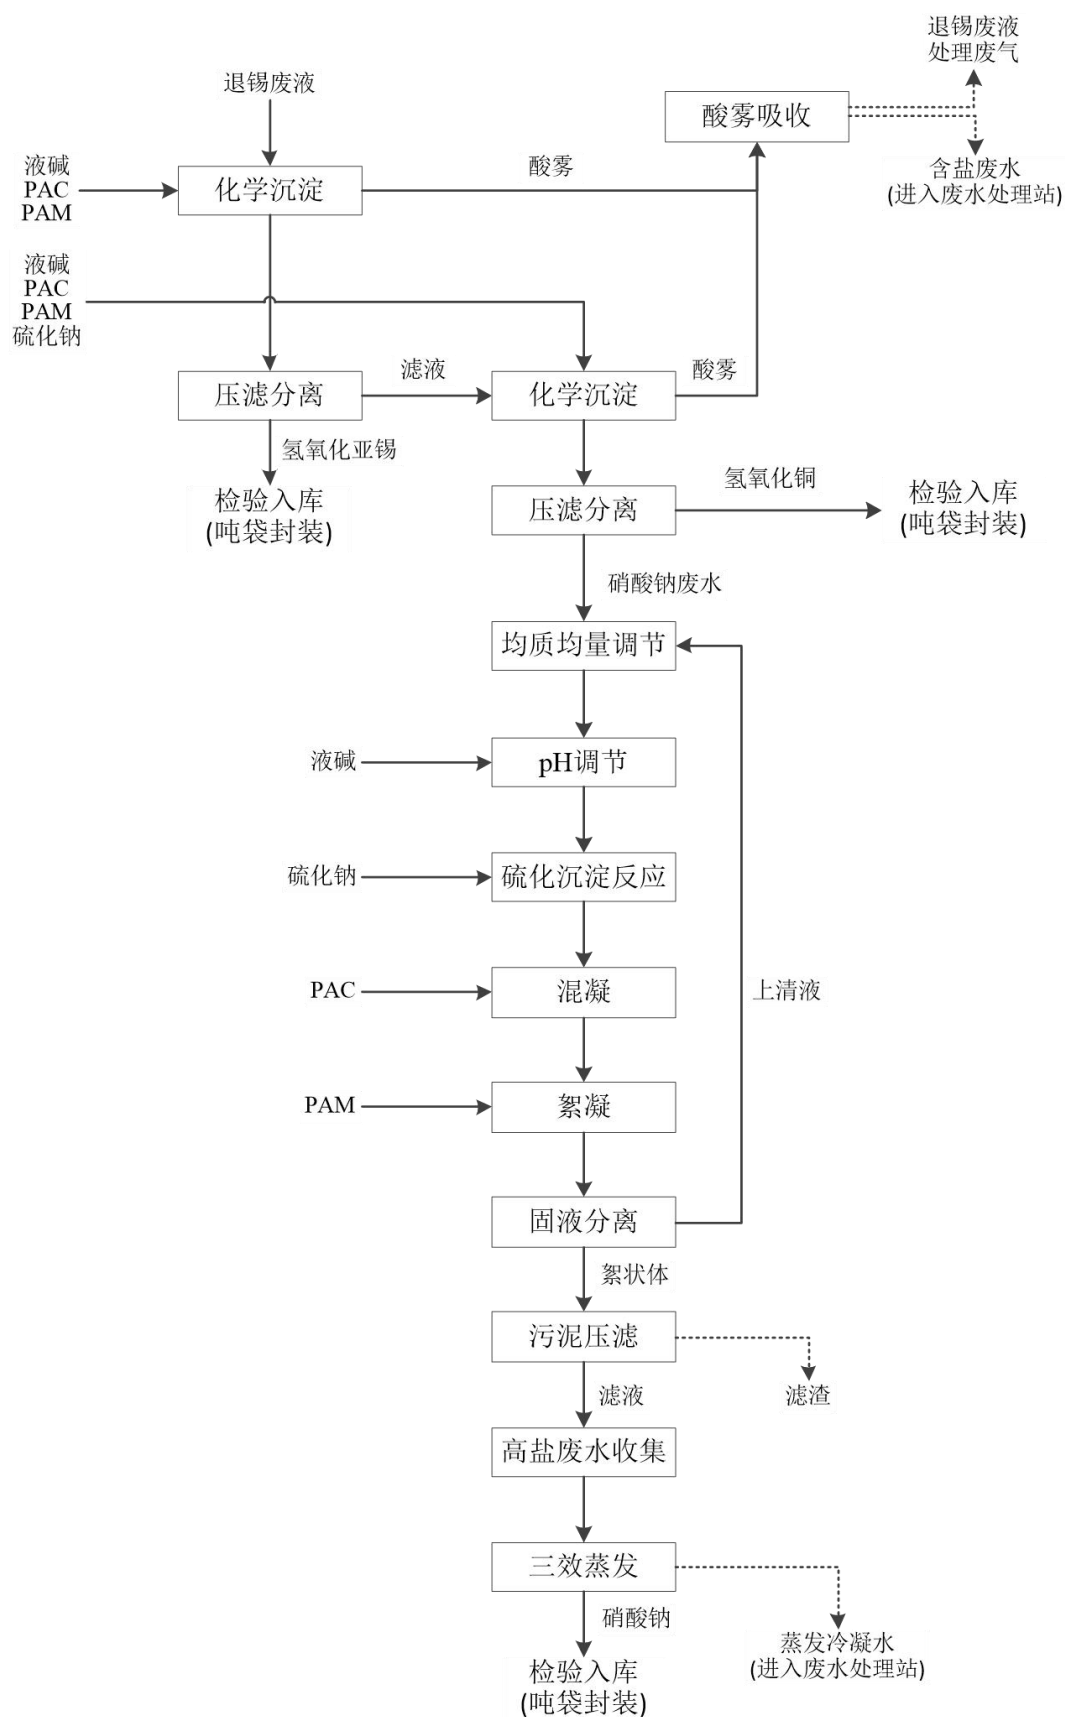 退锡废液
处理废气
退锡废液
酸雾吸收
液碱
PAC
PAM
化学沉淀
酸雾
含盐废水
(进入废水处理站)
液碱
PAC
PAM
硫化钠
压滤分离
滤液
化学沉淀
酸雾
氢氧化亚锡
检验入库
(吨袋封装)
压滤分离
氢氧化铜
检验入库
(吨袋封装)
硝酸钠废水
均质均量调节
液碱
pH调节
硫化钠
硫化沉淀反应
PAC
混凝
上清液
PAM
絮凝
固液分离
絮状体
污泥压滤
滤渣
滤液
高盐废水收集
三效蒸发
硝酸钠
蒸发冷凝水
(进入废水处理站)
检验入库
(吨袋封装)